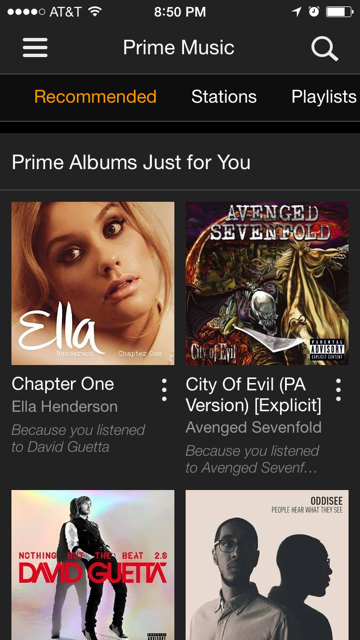 AT&T 8:50 PM
Prime Music
Recommended Stations Playlists
Prime Albums Just for You
Ella
Henderson Chapter One
AVENGED
SEVENFOLD
City of Evil
PARENTAL
ADVISORY
EXPLICIT CONTENT
Chapter One
Ella Henderson
Because you listened
to David Guetta
City Of Evil (PA
Version) [Explicit]
Avenged Sevenfold
Because you listened
to Avenged Sevenf...
NOTHING BUT THE BEAT 2.0
DAVID GUETTA
ODDISEE
PEOPLE HEAR WHAT THEY SEE